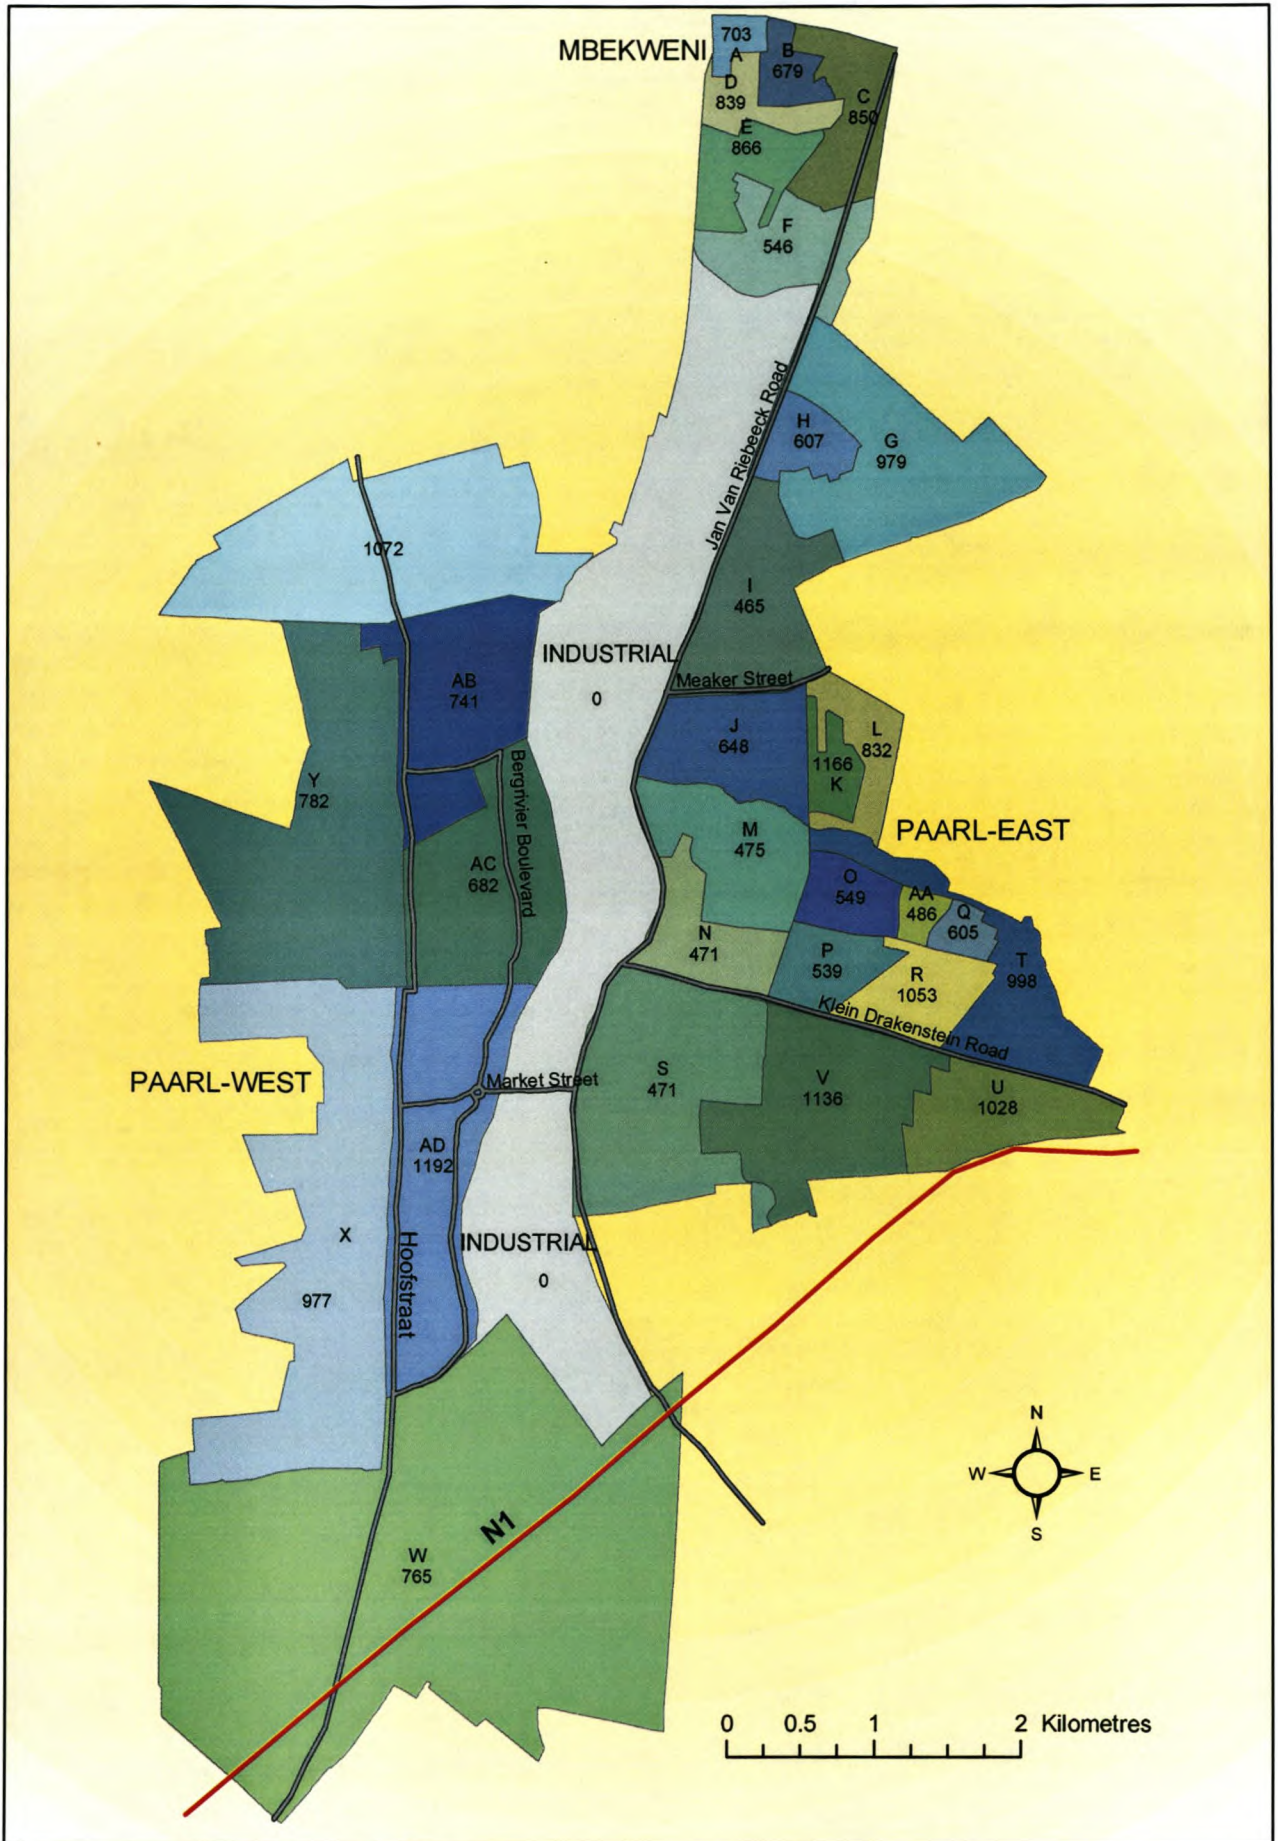 MBEKWENI
703
A
B
679
C
850
D
839
E
866
F
546
Jan Van Riebeeck Road
H
607
G
979
1072
I
465
INDUSTRIAL
0
Meaker Street
AB
741
J
648
L
832
1166
K
Y
782
Bergrivier Boulevard
PAARL-EAST
M
475
AC
682
O
549
AA
486
Q
605
N
471
P
539
R
1053
T
998
Klein Drakenstein Road
PAARL-WEST
Market Street
S
471
V
1136
U
1028
AD
1192
X
977
Hoofstraat
INDUSTRIAL
0
N
W
E
S
N1
W
765
0
0.5
1
2 Kilometres